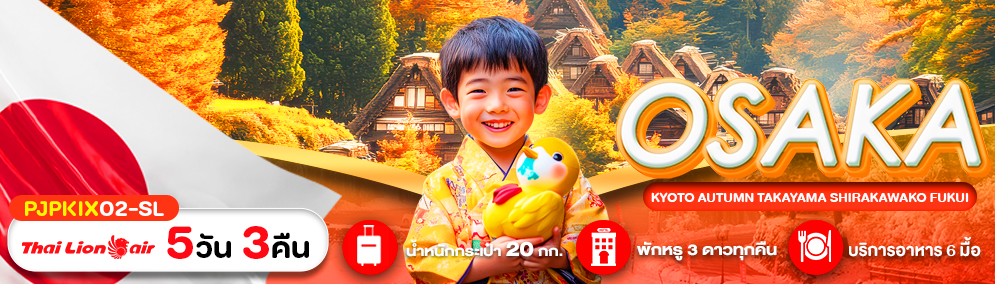 OSAKA
KYOTO AUTUMN TAKAYAMA SHIRAKAWAKO FUKUI
PJPKIX02-SL
Thai Lion air 5วัน 3คืน
น้ำหนักกระเป๋า 20 กก.
พักหรู 3 ดาวทุกคืน
บริการอาหาร 6 มื้อ